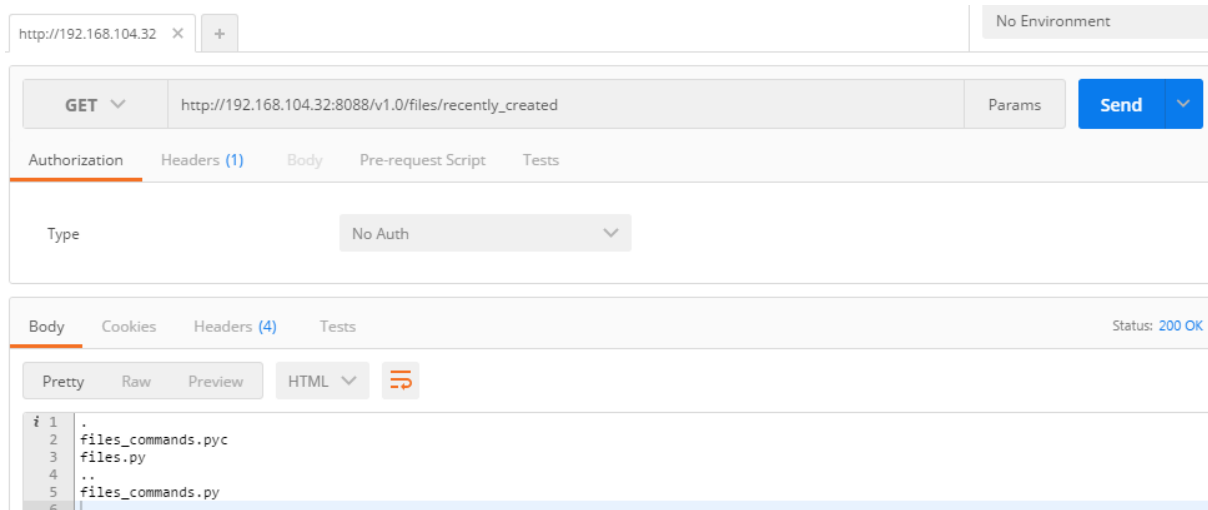 http://192.168.104.32 × + No Environment
GET http://192.168.104.32:8088/v1.0/files/recently_created Params Send
Authorization Headers (1) Body Pre-request Script Tests
Type No Auth
Body Cookies Headers (4) Tests Status: 200 OK
Pretty Raw Preview HTML
i 1 .
2 files_commands.pyc
3 files.py
4 ..
5 files_commands.py
6